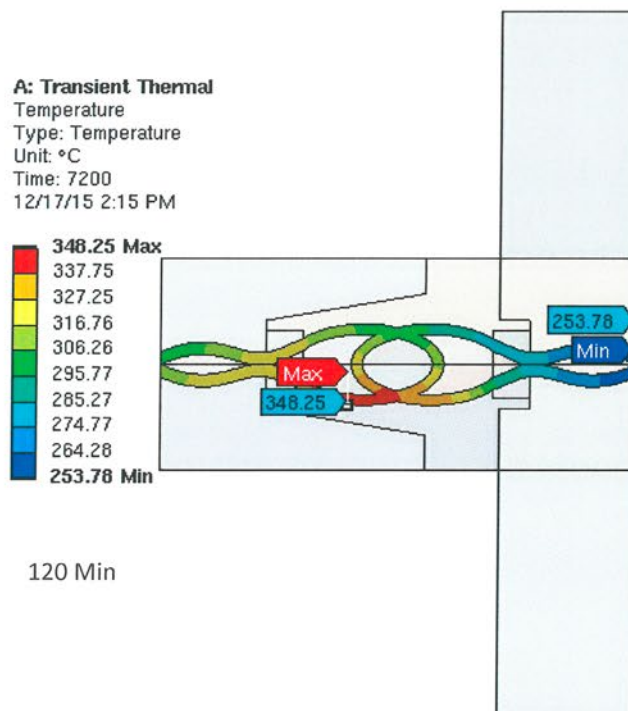 A: Transient Thermal
Temperature
Type: Temperature
Unit: °C
Time: 7200
12/17/15 2:15 PM
348.25 Max
337.75
327.25
316.76
306.26
295.77
285.27
274.77
264.28
253.78 Min
253.78
Min
Max
348.25
120 Min